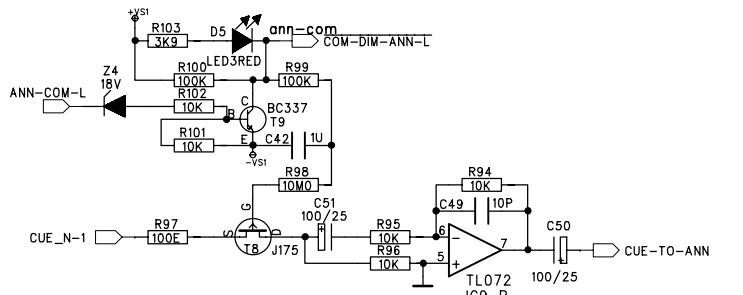 +VS1
R103
3K9
D5
LED3RED
ann-com
COM-DIM-ANN-L
Z4
18V
ANN-COM-L
R100
100K
R99
100K
R102
10K
C
B
E
BC337
T9
R101
10K
C42
1U
-VS1
R98
10M0
G
S
D
T8
J175
CUE_N-1
R97
100E
C51
100/25
+
R95
10K
R96
10K
R94
10K
C49
10P
6
-
5
+
7
TL072
C50
+
100/25
CUE-TO-ANN